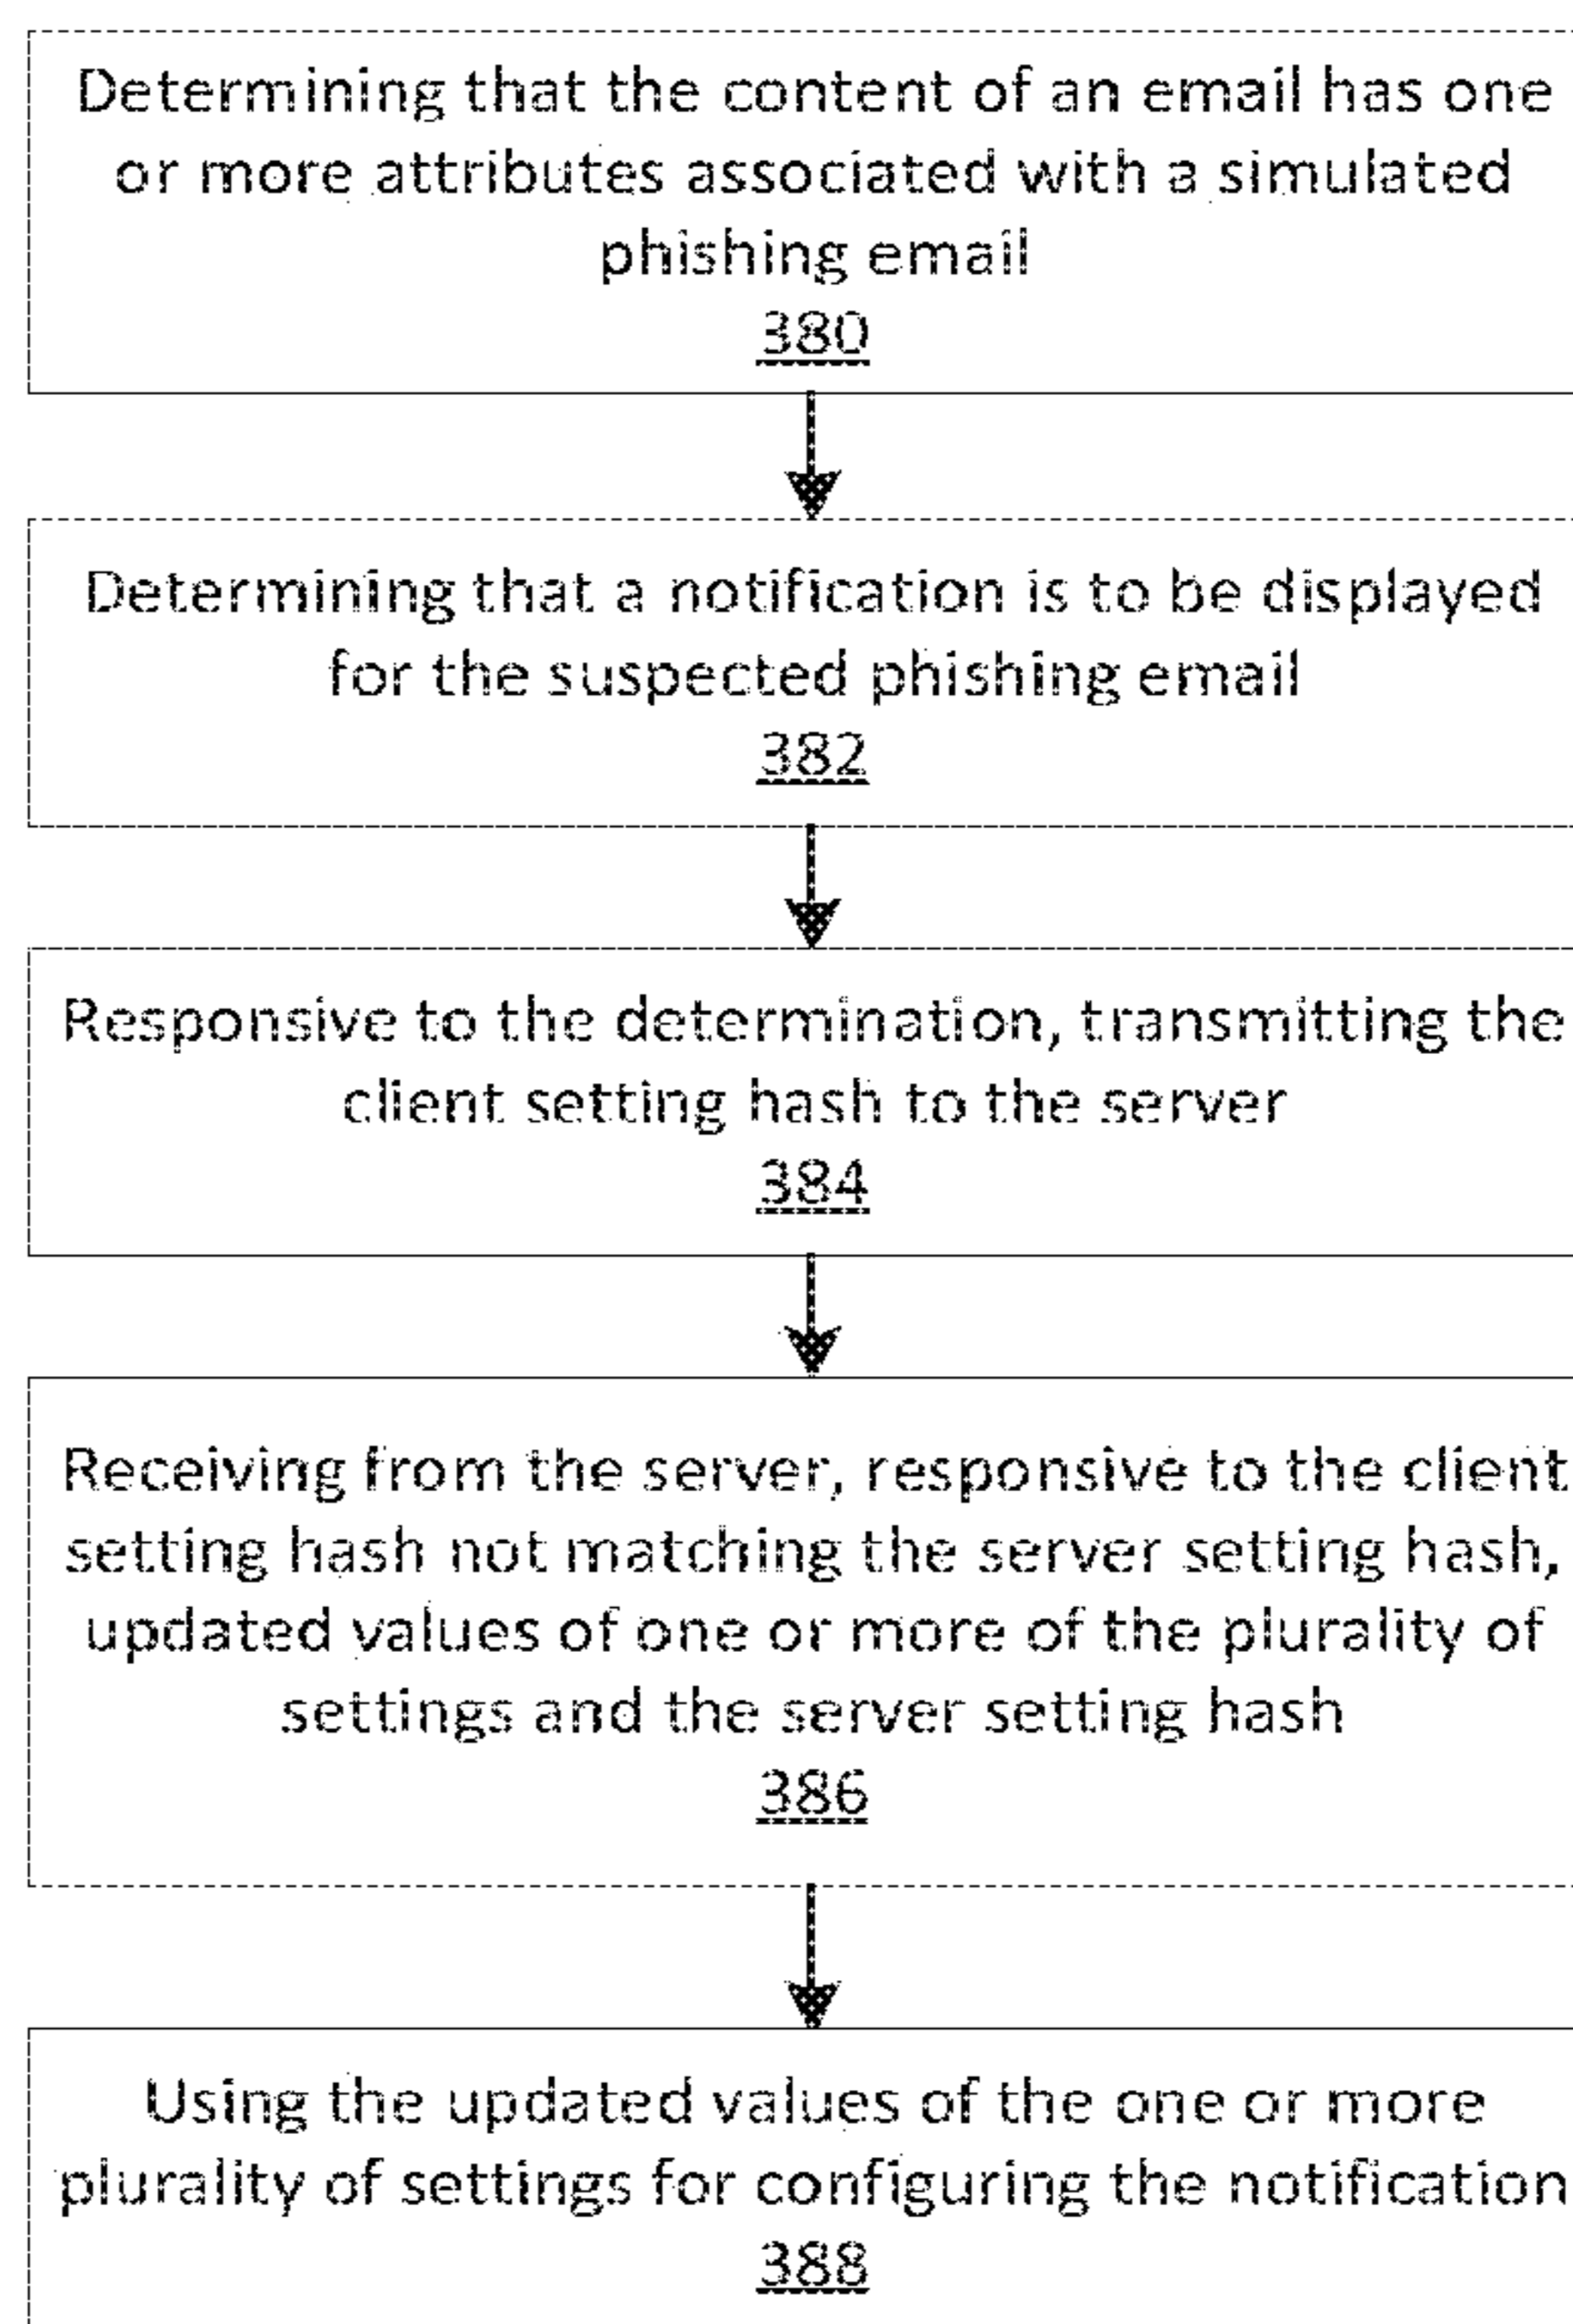 Determining that the content of an email has one
or more attributes associated with a simulated
phishing email
380
Determining that a notification is to be displayed
for the suspected phishing email
382
Responsive to the determination, transmitting the
client setting hash to the server
384
Receiving from the server, responsive to the client
setting hash not matching the server setting hash,
updated values of one or more of the plurality of
settings and the server setting hash
386
Using the updated values of the one or more
plurality of settings for configuring the notification
388